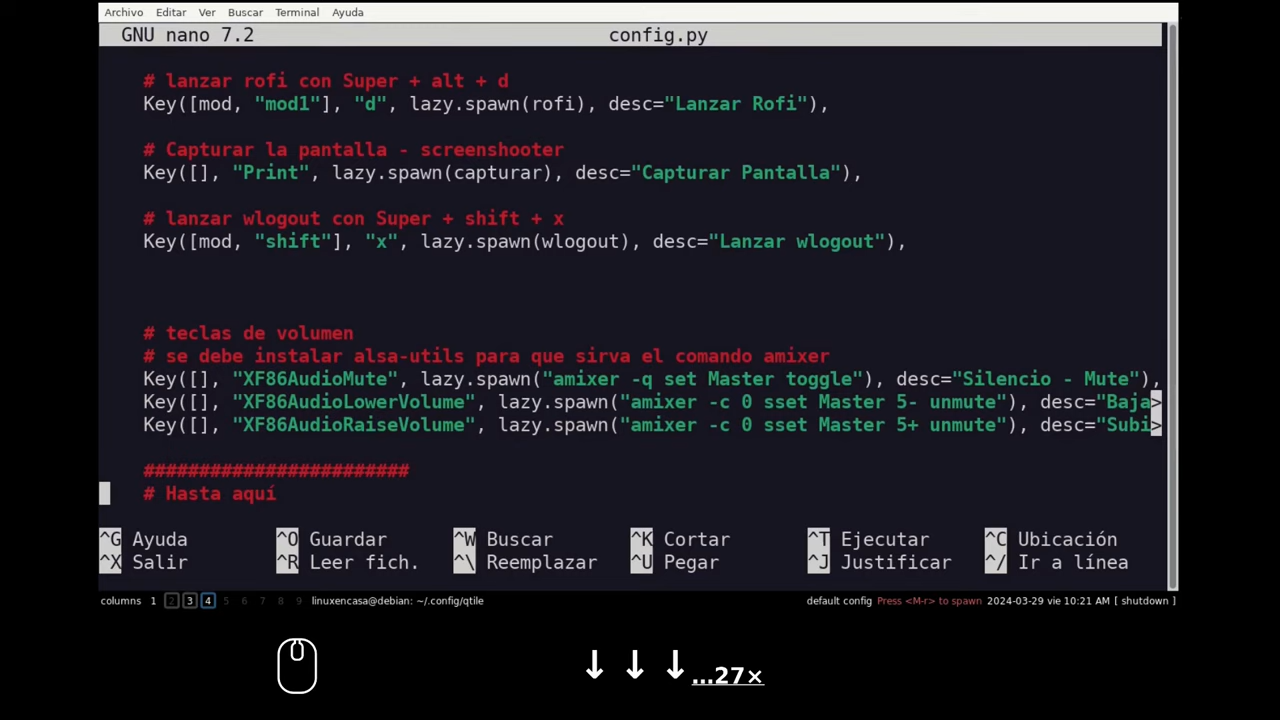 Archivo Editar Ver Buscar Terminal Ayuda
GNU nano 7.2 config.py
# lanzar rofi con Super + alt + d
Key([mod, "mod1"], "d", lazy.spawn(rofi), desc="Lanzar Rofi"),
# Capturar la pantalla - screenshooter
Key([], "Print", lazy.spawn(capturar), desc="Capturar Pantalla"),
# lanzar wlogout con Super + shift + x
Key([mod, "shift"], "x", lazy.spawn(wlogout), desc="Lanzar wlogout"),
# teclas de volumen
# se debe instalar alsa-utils para que sirva el comando amixer
Key([], "XF86AudioMute", lazy.spawn("amixer -q set Master toggle"), desc="Silencio - Mute"),
Key([], "XF86AudioLowerVolume", lazy.spawn("amixer -c 0 sset Master 5- unmute"), desc="Baja>
Key([], "XF86AudioRaiseVolume", lazy.spawn("amixer -c 0 sset Master 5+ unmute"), desc="Subi>
########################
# Hasta aquí
^G Ayuda ^O Guardar ^W Buscar ^K Cortar ^T Ejecutar ^C Ubicación
^X Salir ^R Leer fich. ^\ Reemplazar ^U Pegar ^J Justificar ^/ Ir a línea
columns 1 2 3 4 5 6 7 8 9 linuxencasa@debian: ~/.config/qtile default config Press <M-r> to spawn 2024-03-29 vie 10:21 AM [ shutdown ]
↓ ↓ ↓ ...27×